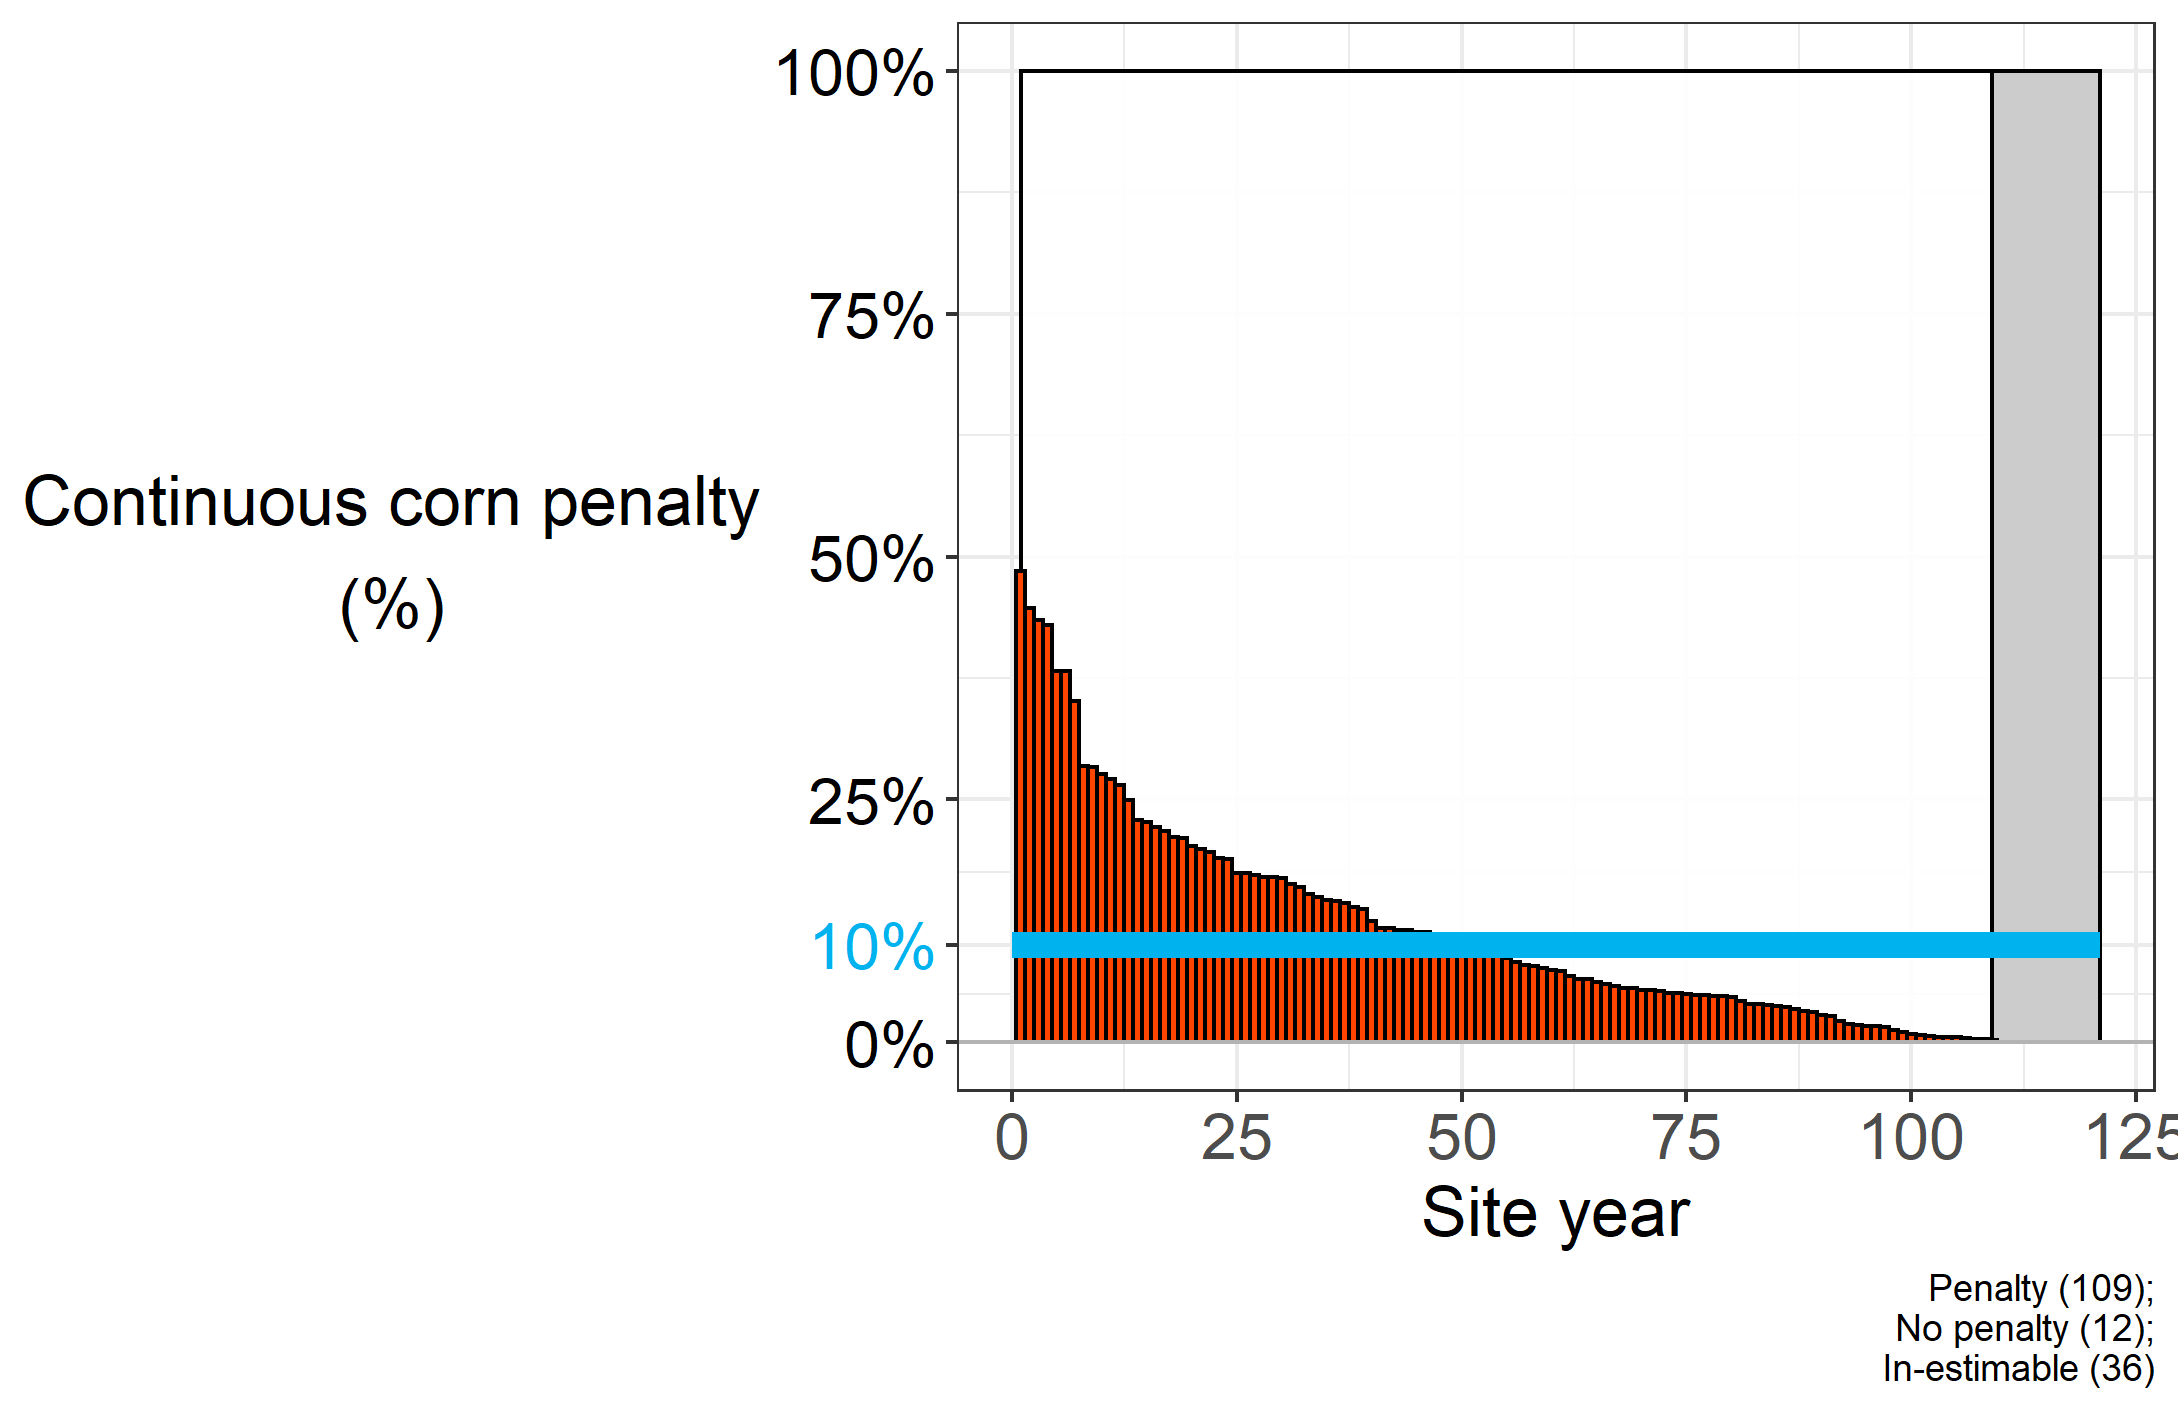 Continuous corn penalty
(%)
100%
75%
50%
25%
10%
0%
0 25 50 75 100 125
Site year
Penalty (109);
No penalty (12);
In-estimable (36)